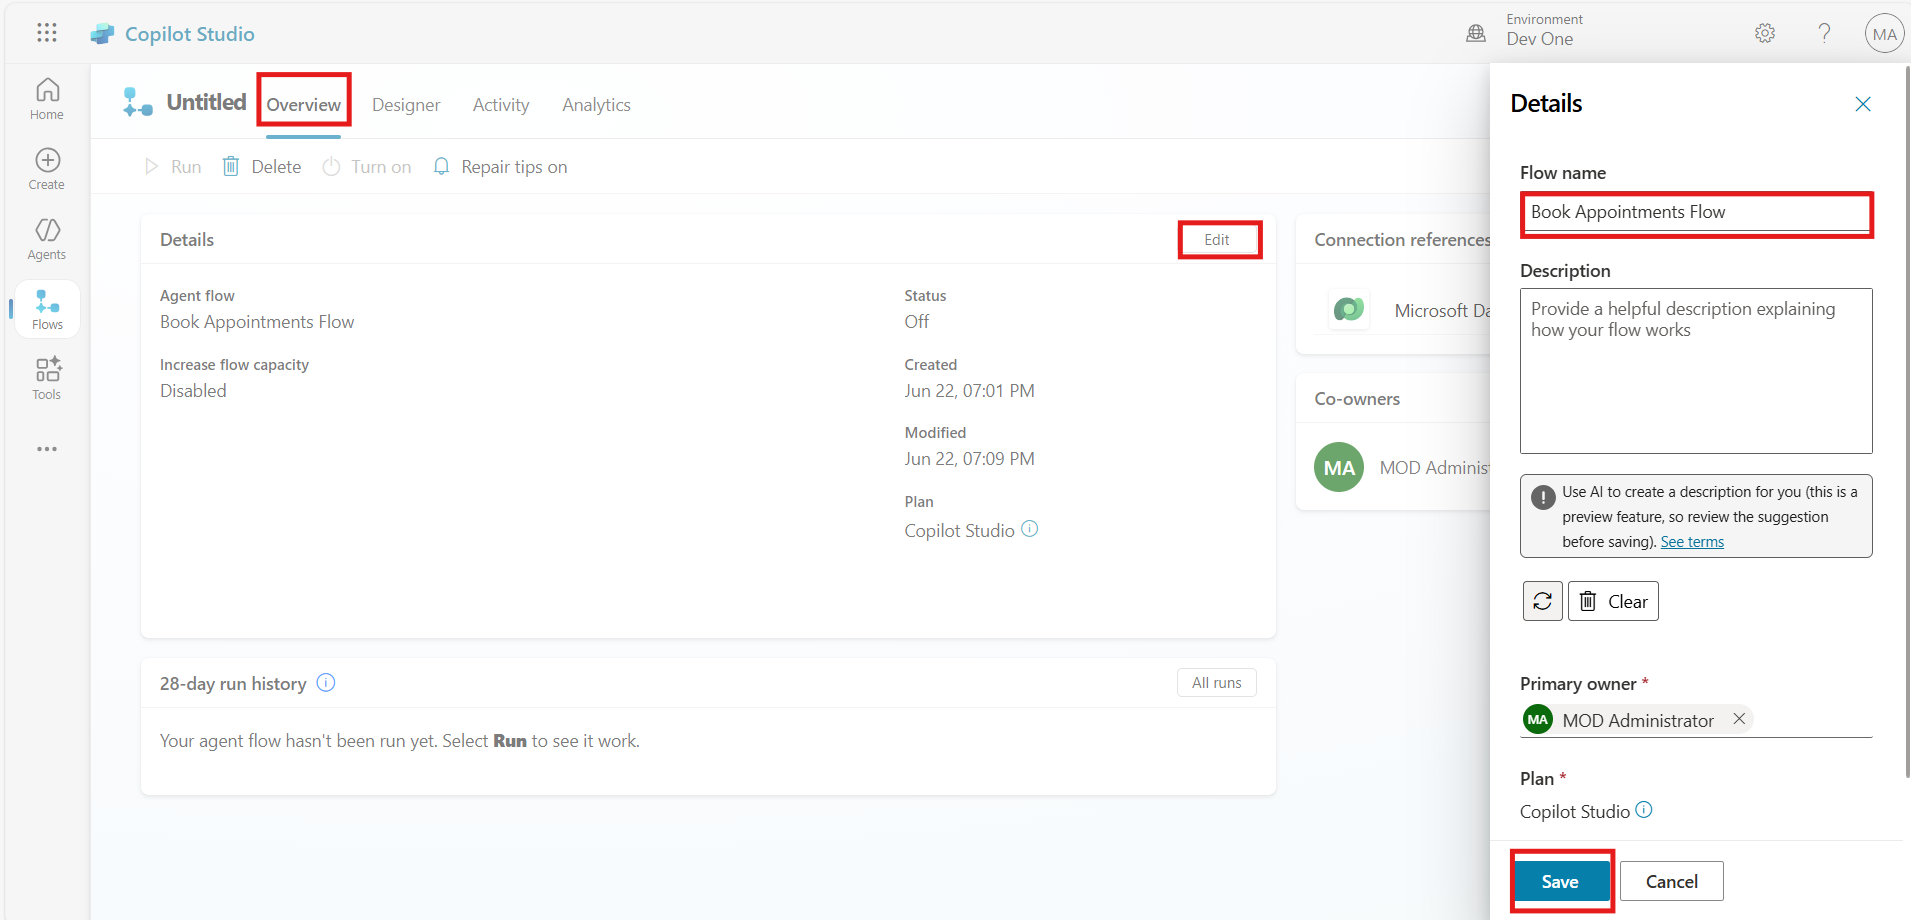 Copilot Studio
Environment
Dev One
MA
Home
Create
Agents
Flows
Tools
Untitled
Overview
Designer
Activity
Analytics
Run
Delete
Turn on
Repair tips on
Details
Edit
Agent flow
Book Appointments Flow
Increase flow capacity
Disabled
Status
Off
Created
Jun 22, 07:01 PM
Modified
Jun 22, 07:09 PM
Plan
Copilot Studio
28-day run history
All runs
Your agent flow hasn't been run yet. Select Run to see it work.
Connection references
Microsoft
Co-owners
MA
MOD
Details
Flow name
Book Appointments Flow
Description
Provide a helpful description explaining
how your flow works
Use AI to create a description for you (this is a
preview feature, so review the suggestion
before saving). See terms
Clear
Primary owner *
MA
MOD Administrator
Plan *
Copilot Studio
Save
Cancel